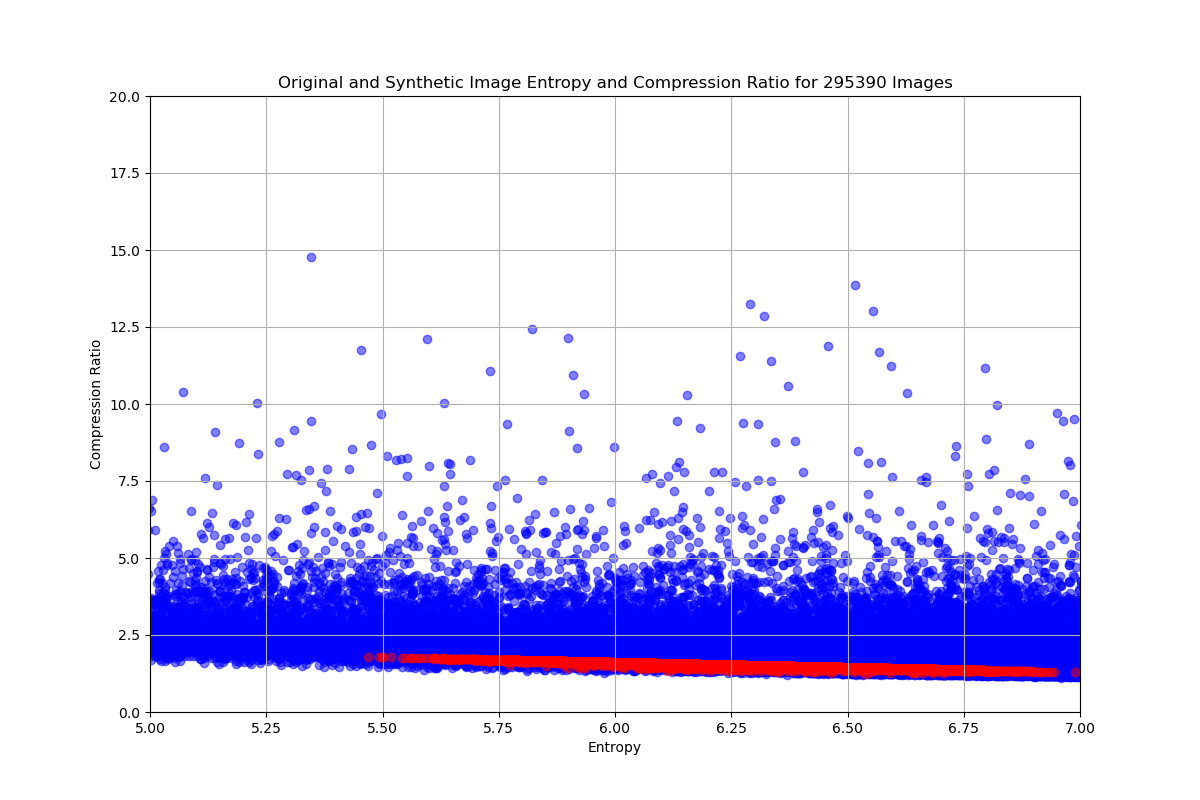 Original and Synthetic Image Entropy and Compression Ratio for 295390 Images
20.0
17.5
15.0
12.5
10.0
7.5
5.0
2.5
0.0
Compression Ratio
5.00 5.25 5.50 5.75 6.00 6.25 6.50 6.75 7.00
Entropy